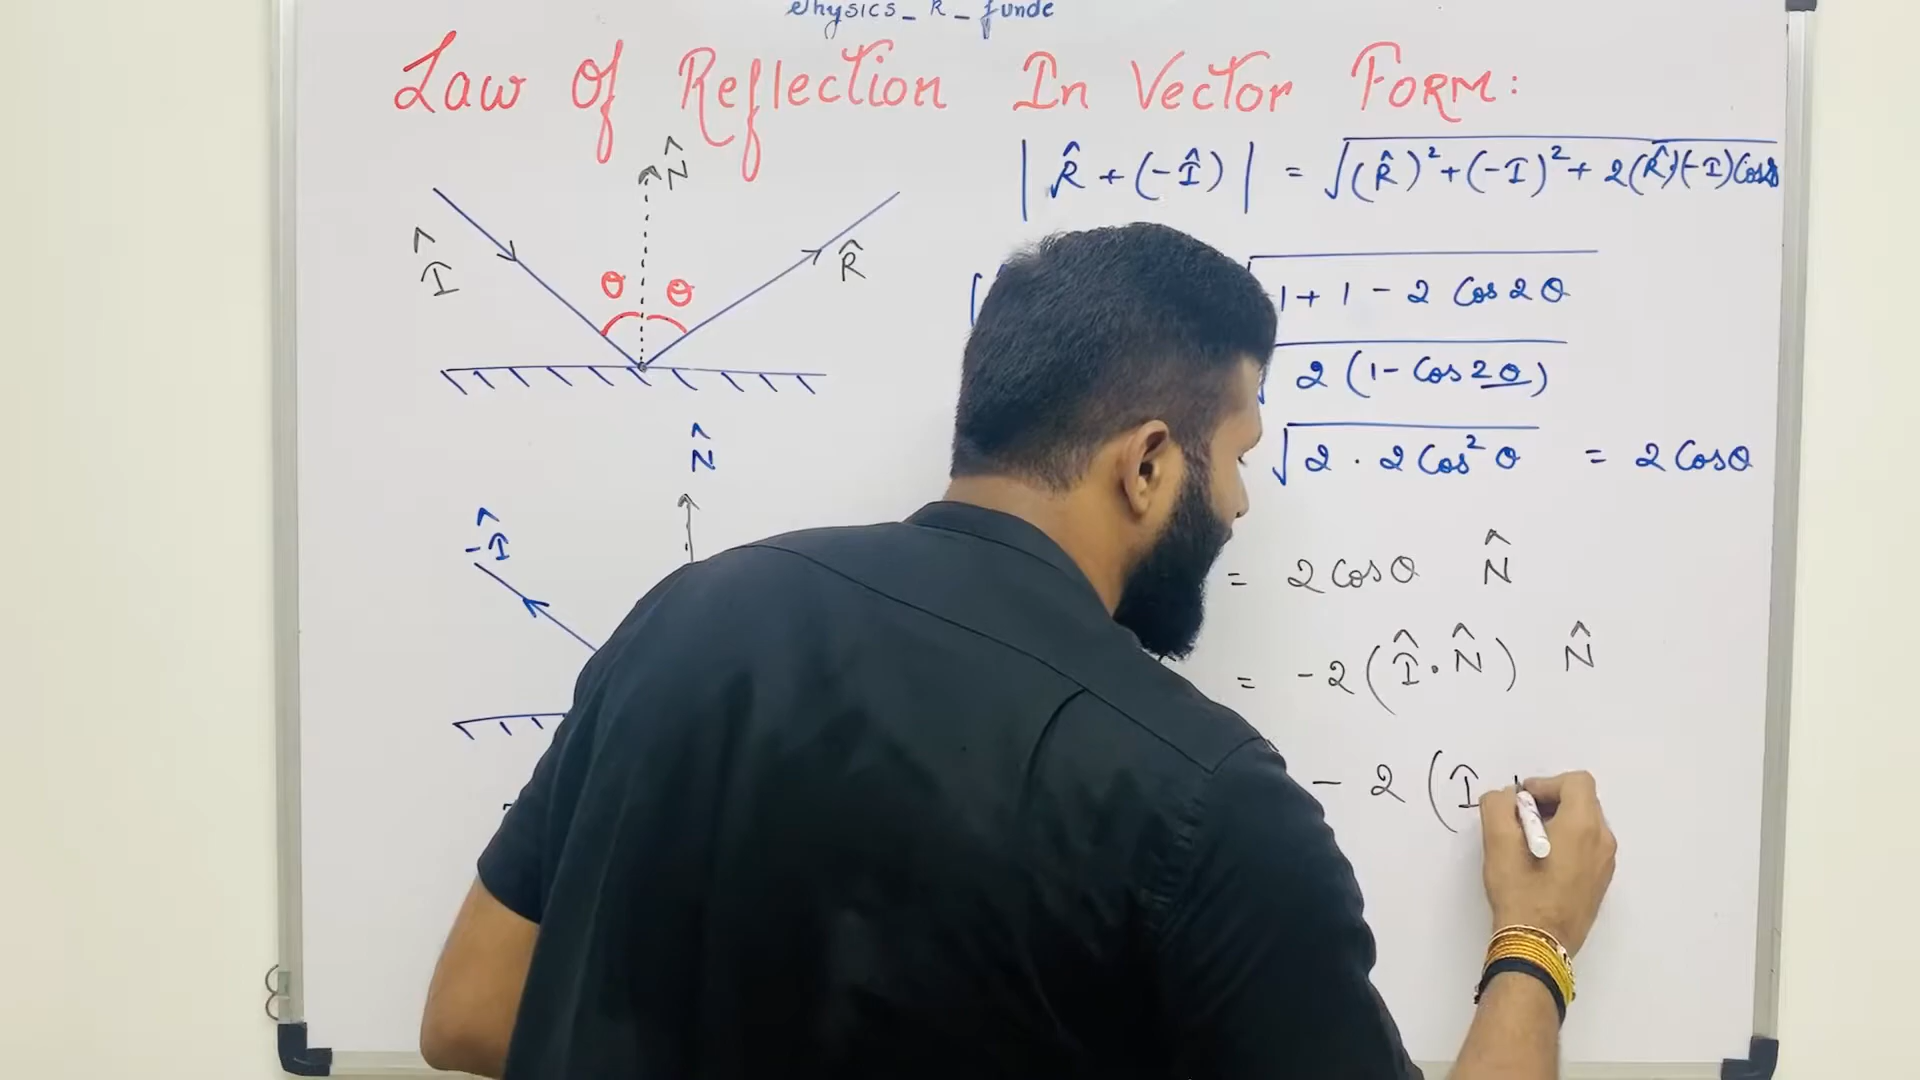 Physics_R_funde
Law Of Reflection In Vector Form:
| R̂ + (-Î) | = √(R̂)² + (-I)² + 2(R̂)(-I)Cos2θ
1 + 1 - 2 Cos 2θ
2 (1 - Cos 2θ)
√2 · 2 Cos² θ = 2 Cosθ
= 2 Cosθ N̂
= -2 (Î · N̂) N̂
- 2 (Î
N̂
Î
θ θ
R̂
N̂
-Î